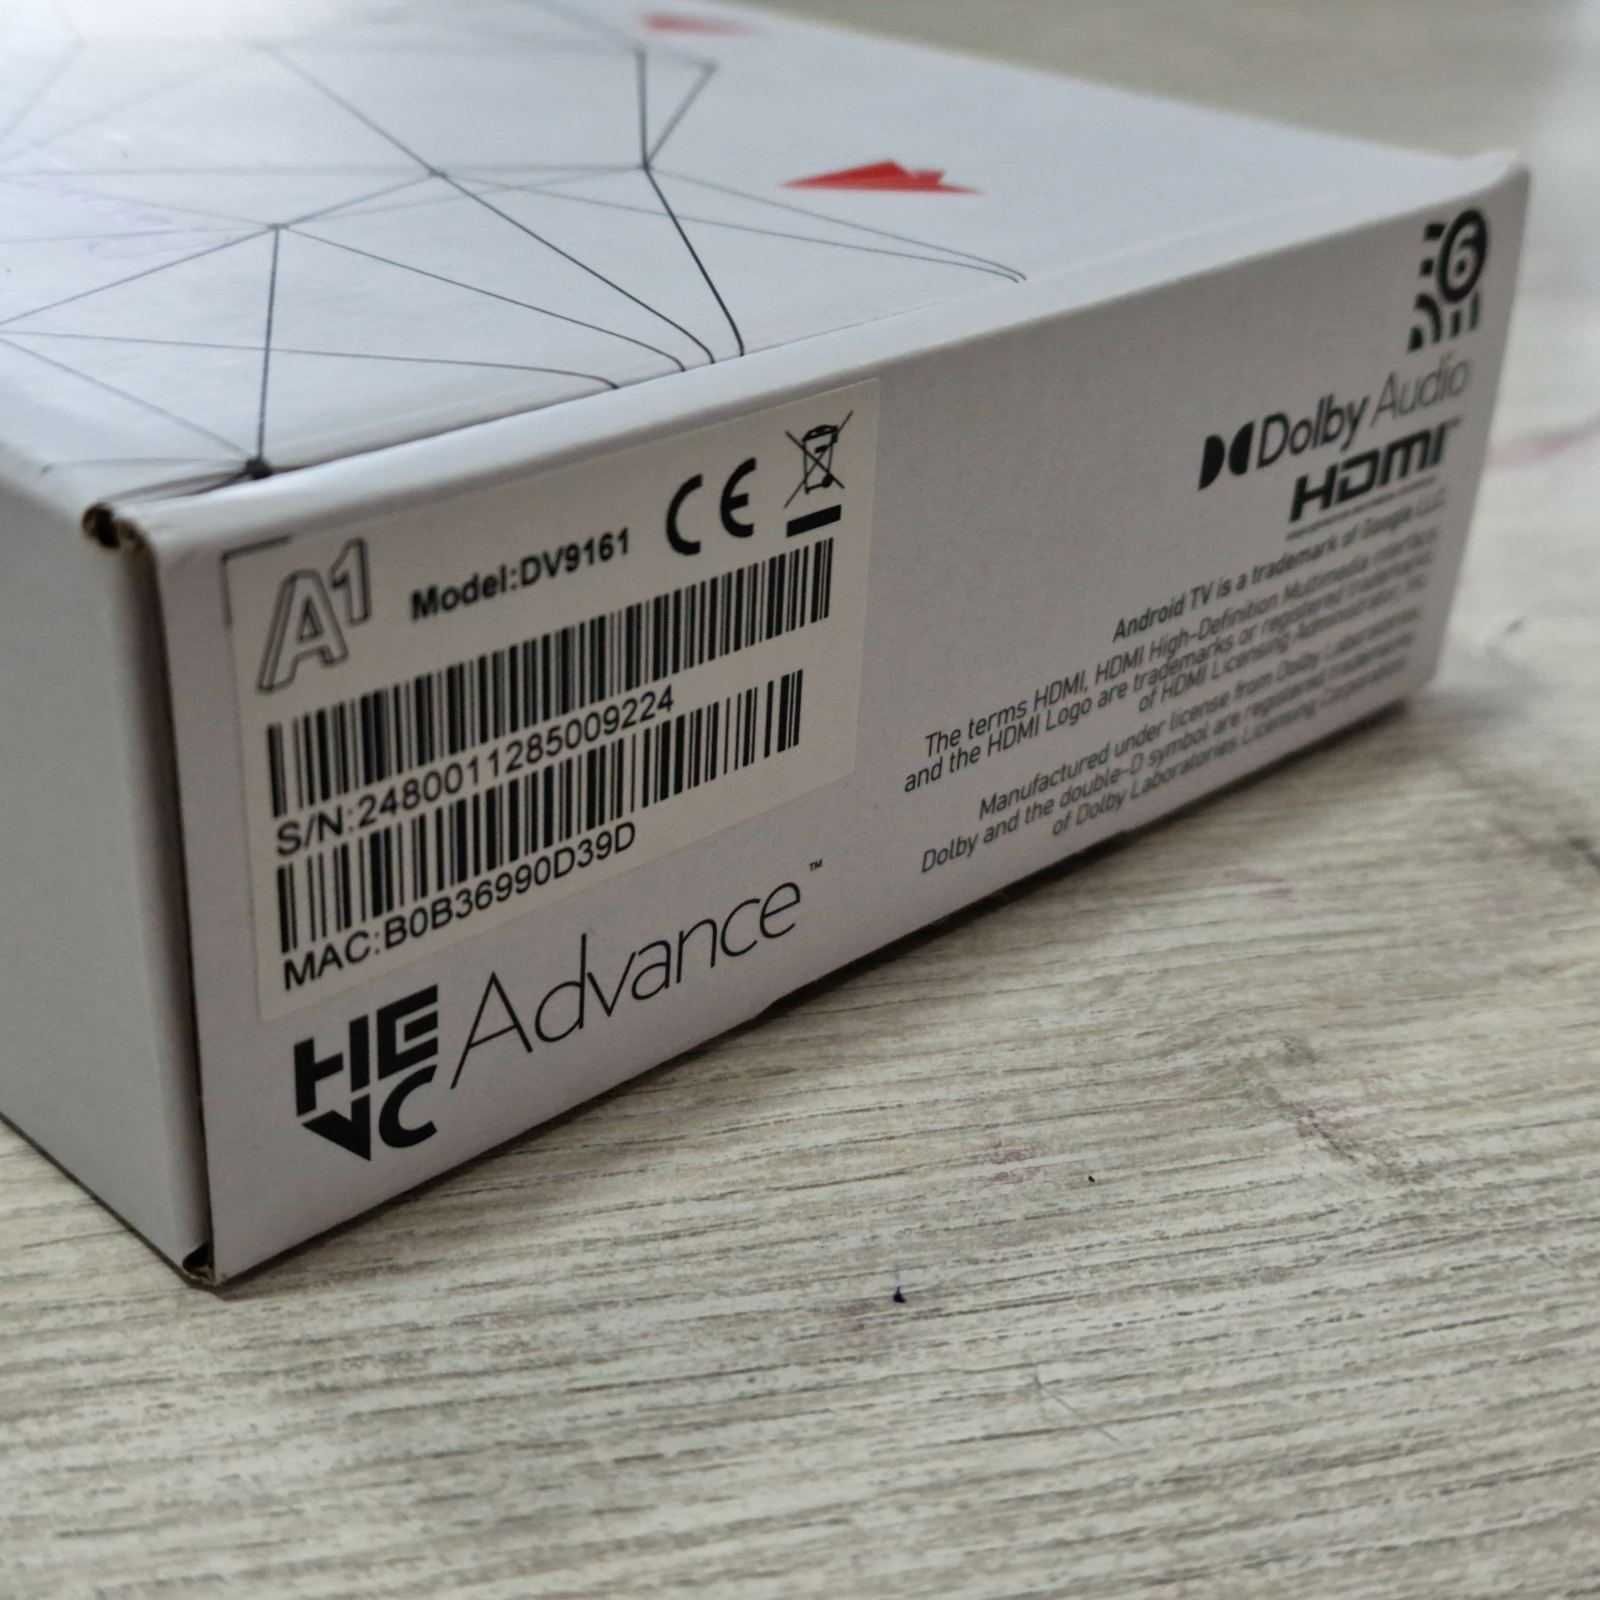 A1
Model:DV9161
CE
S/N:2480011285009224
MAC:B0B36990D39D
HEVC Advance™
6
Dolby Audio
HDMI™
Android TV is a trademark of Google LLC.
The terms HDMI, HDMI High-Definition Multimedia Interface,
and the HDMI Logo are trademarks or registered trademarks
of HDMI Licensing Administrator, Inc.
Manufactured under license from Dolby Laboratories.
Dolby and the double-D symbol are registered trademarks
of Dolby Laboratories Licensing Corporation.